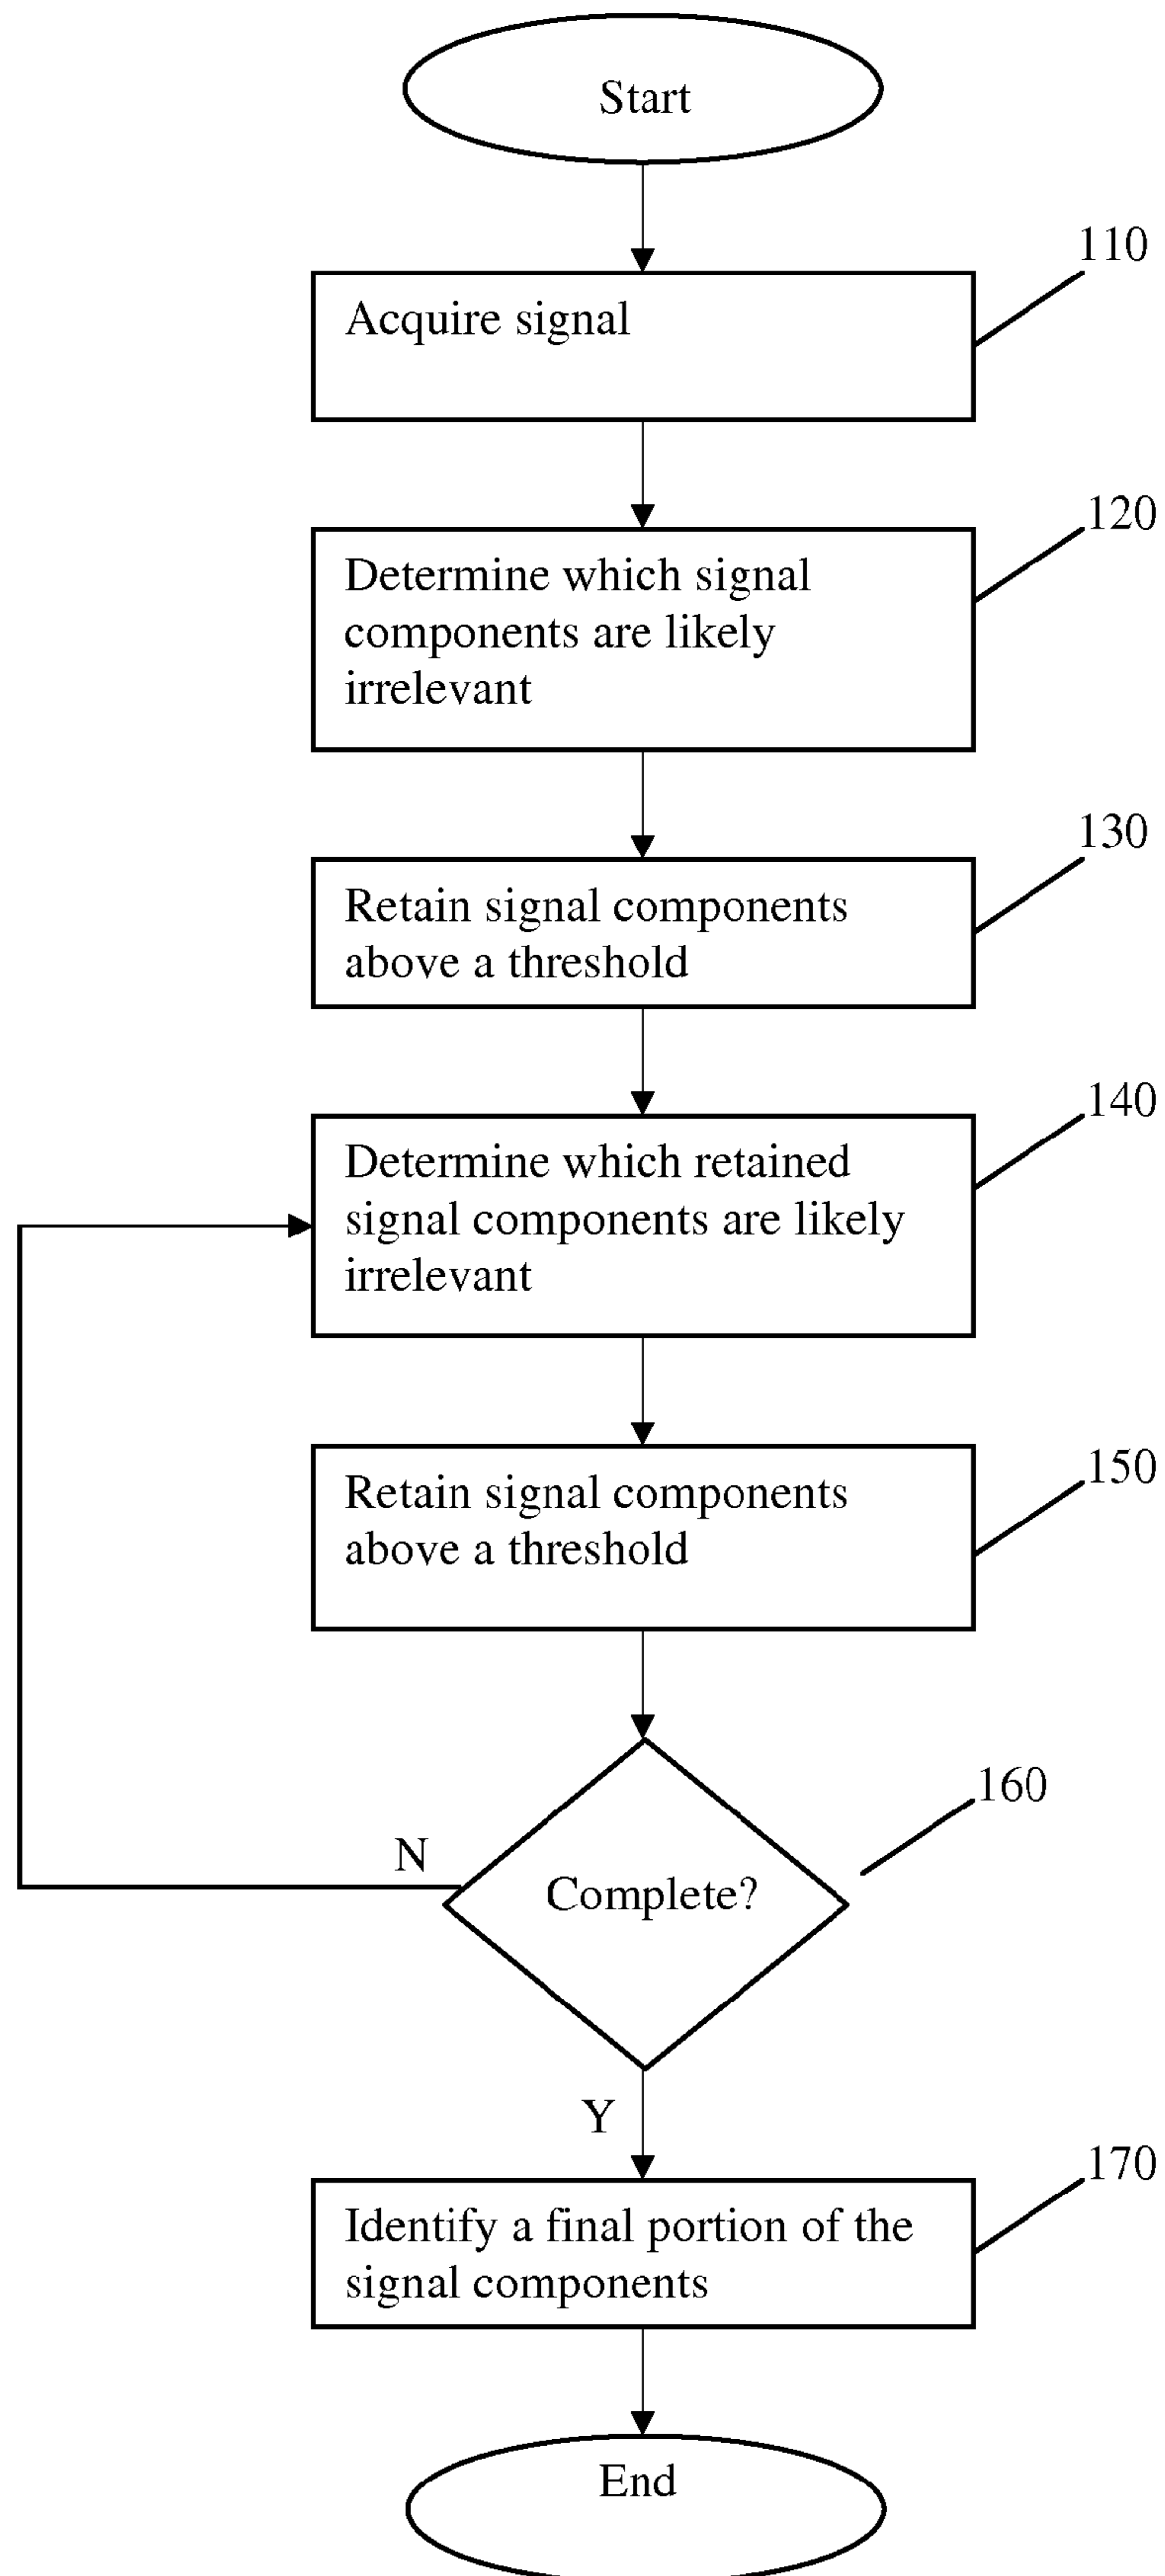 Start
110
Acquire signal
120
Determine which signal
components are likely
irrelevant
130
Retain signal components
above a threshold
140
Determine which retained
signal components are likely
irrelevant
150
Retain signal components
above a threshold
160
N
Complete?
Y
170
Identify a final portion of the
signal components
End